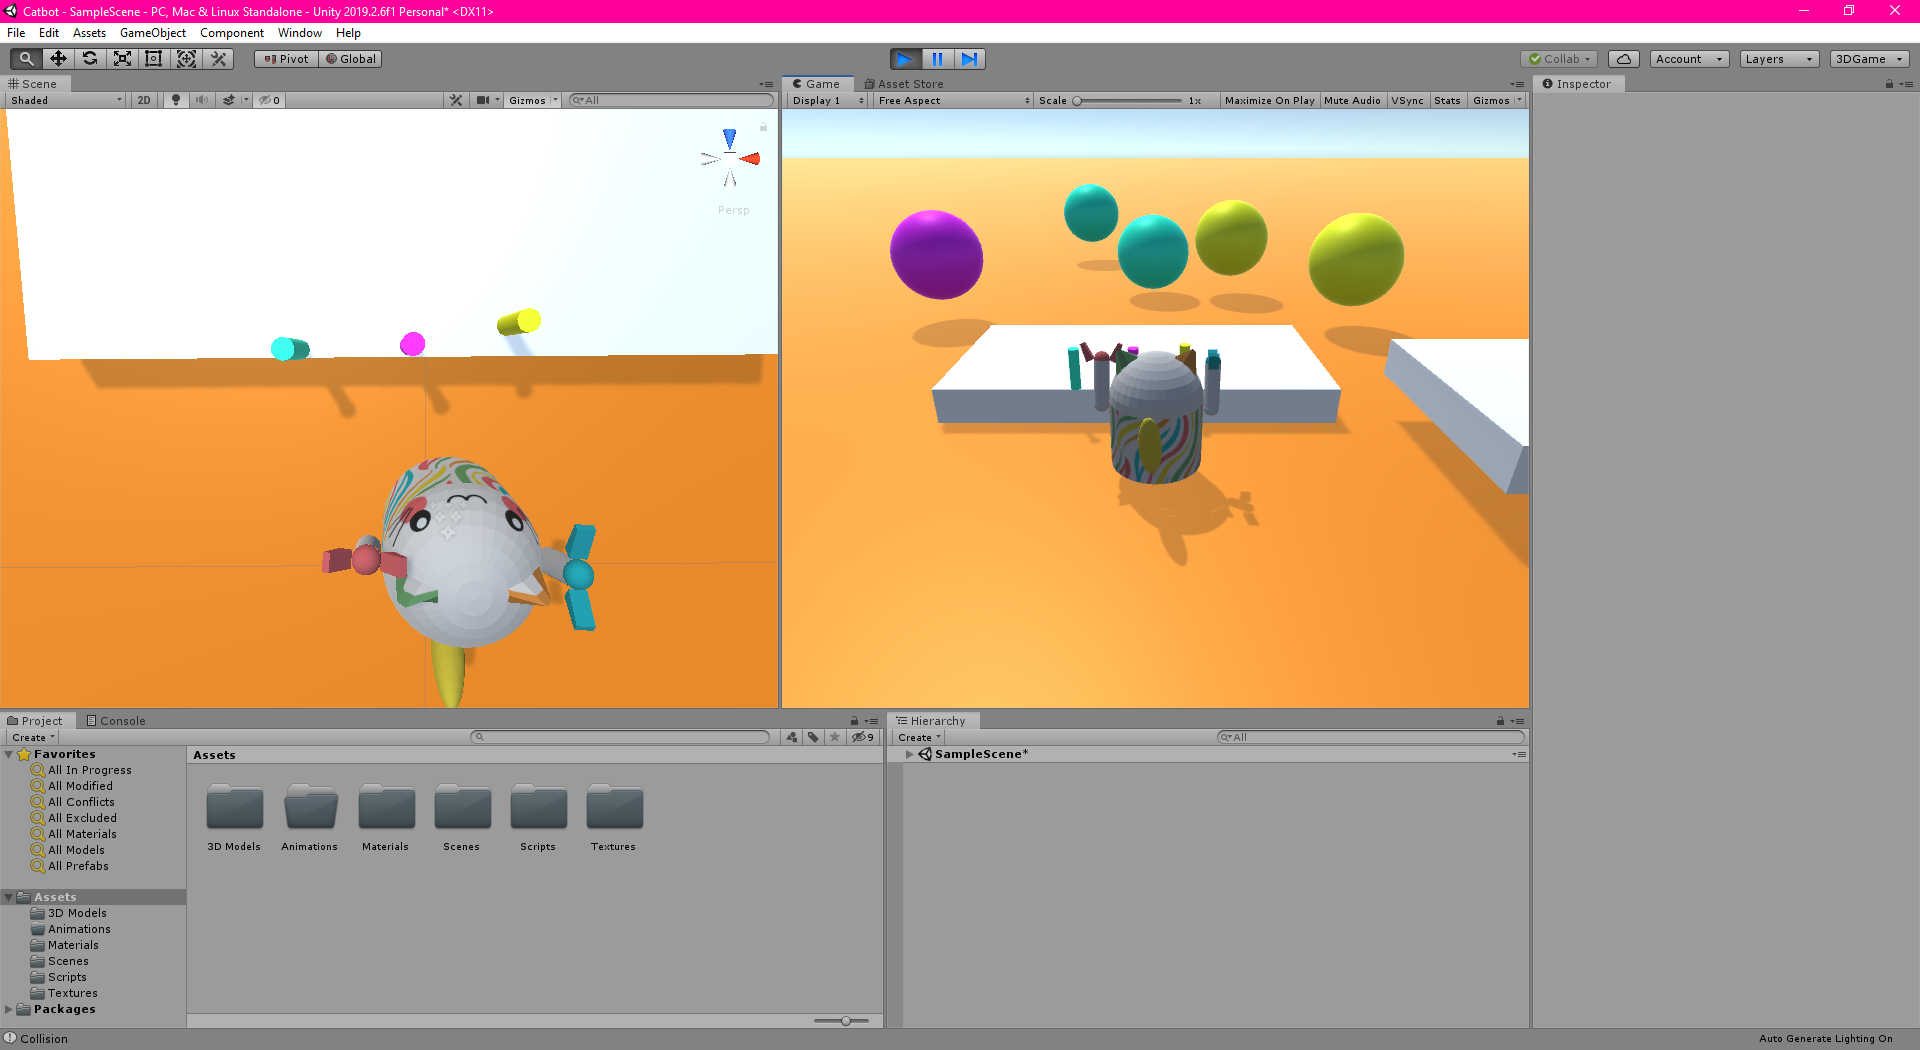 Catbot - SampleScene - PC, Mac & Linux Standalone - Unity 2019.2.6f1 Personal* <DX11>
File Edit Assets GameObject Component Window Help
Pivot Global Collab Account Layers 3DGame
Scene
Shaded 2D 0 Gizmos All
Persp
Game Asset Store
Display 1 Free Aspect Scale 1x Maximize On Play Mute Audio VSync Stats Gizmos
Inspector
Project Console
Create 9
Favorites
All In Progress
All Modified
All Conflicts
All Excluded
All Materials
All Models
All Prefabs
Assets
3D Models
Animations
Materials
Scenes
Scripts
Textures
Packages
Assets
3D Models Animations Materials Scenes Scripts Textures
Hierarchy
Create All
SampleScene*
Collision
Auto Generate Lighting On